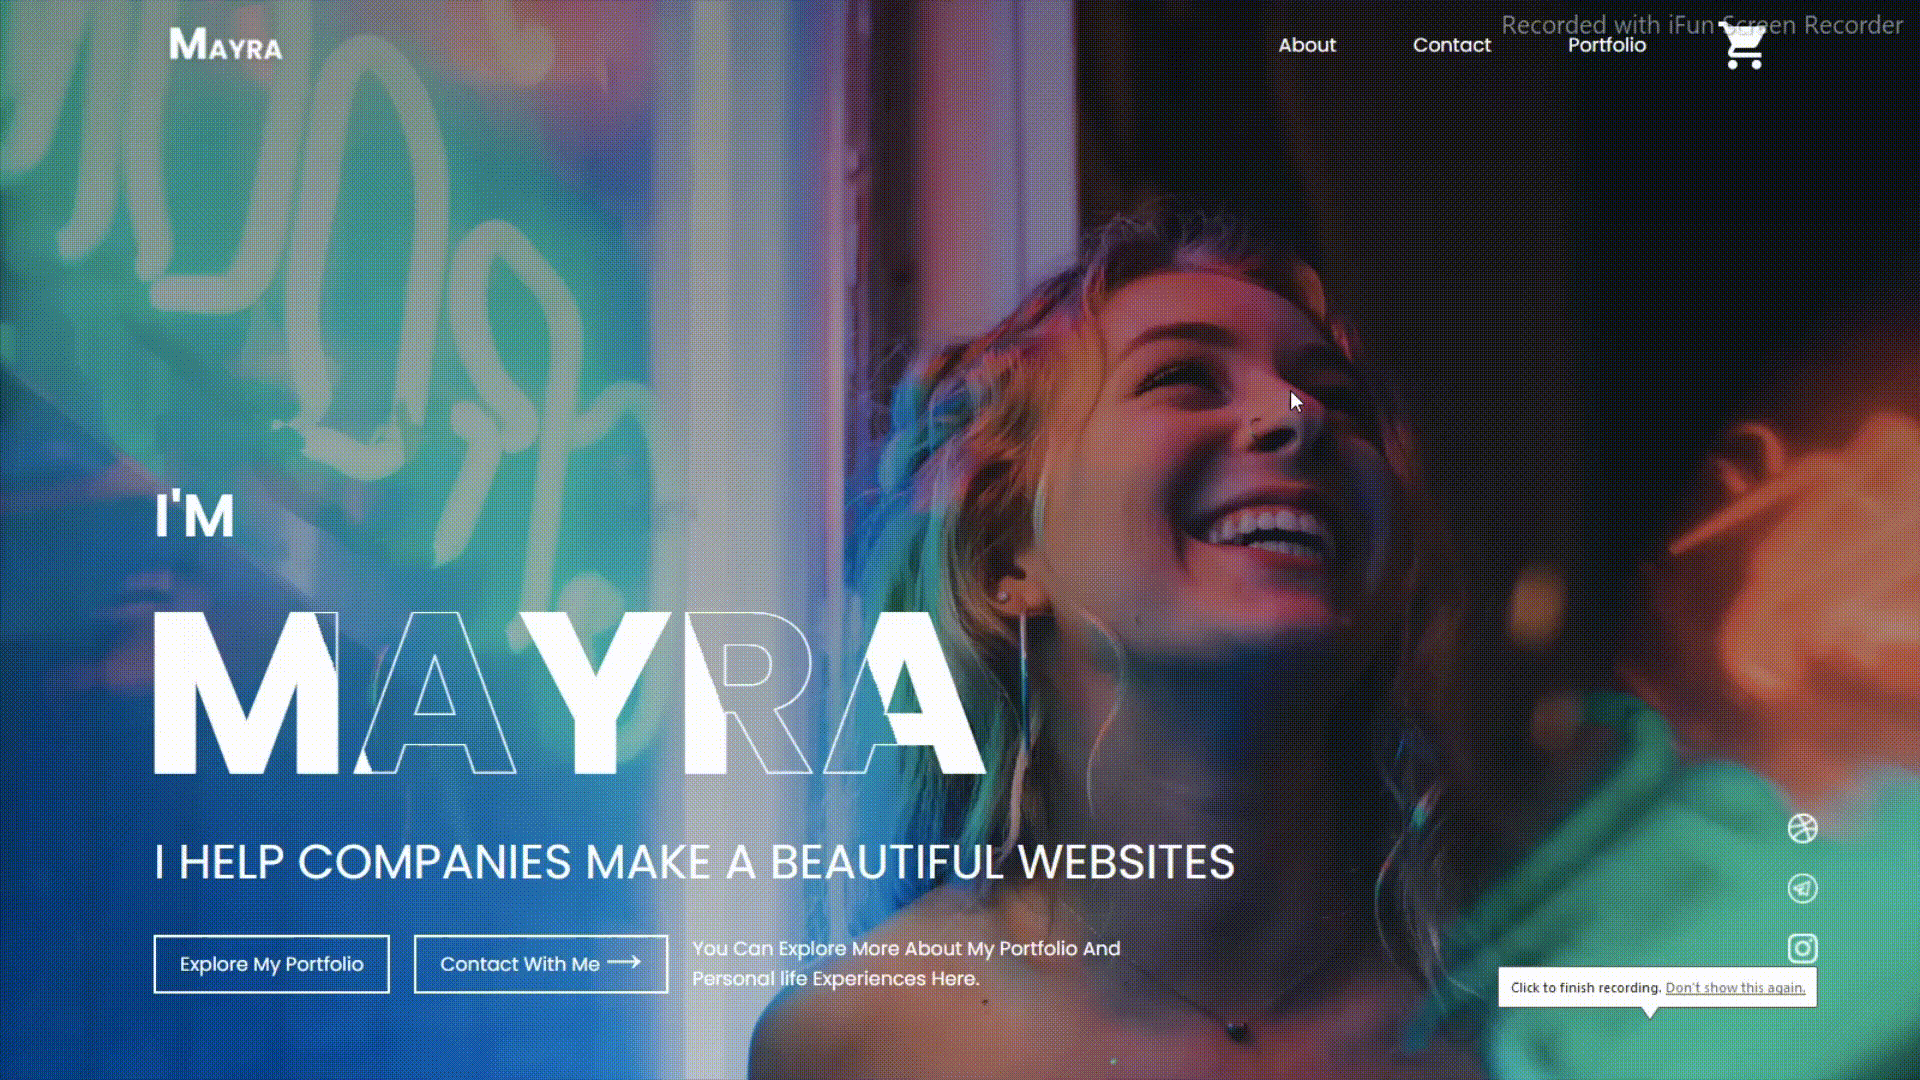 Recorded with iFun Screen Recorder
MAYRA
About
Contact
Portfolio
I'M
MAYRA
I HELP COMPANIES MAKE A BEAUTIFUL WEBSITES
Explore My Portfolio
Contact With Me
You Can Explore More About My Portfolio And
Personal life Experiences Here.
Click to finish recording. Don't show this again.